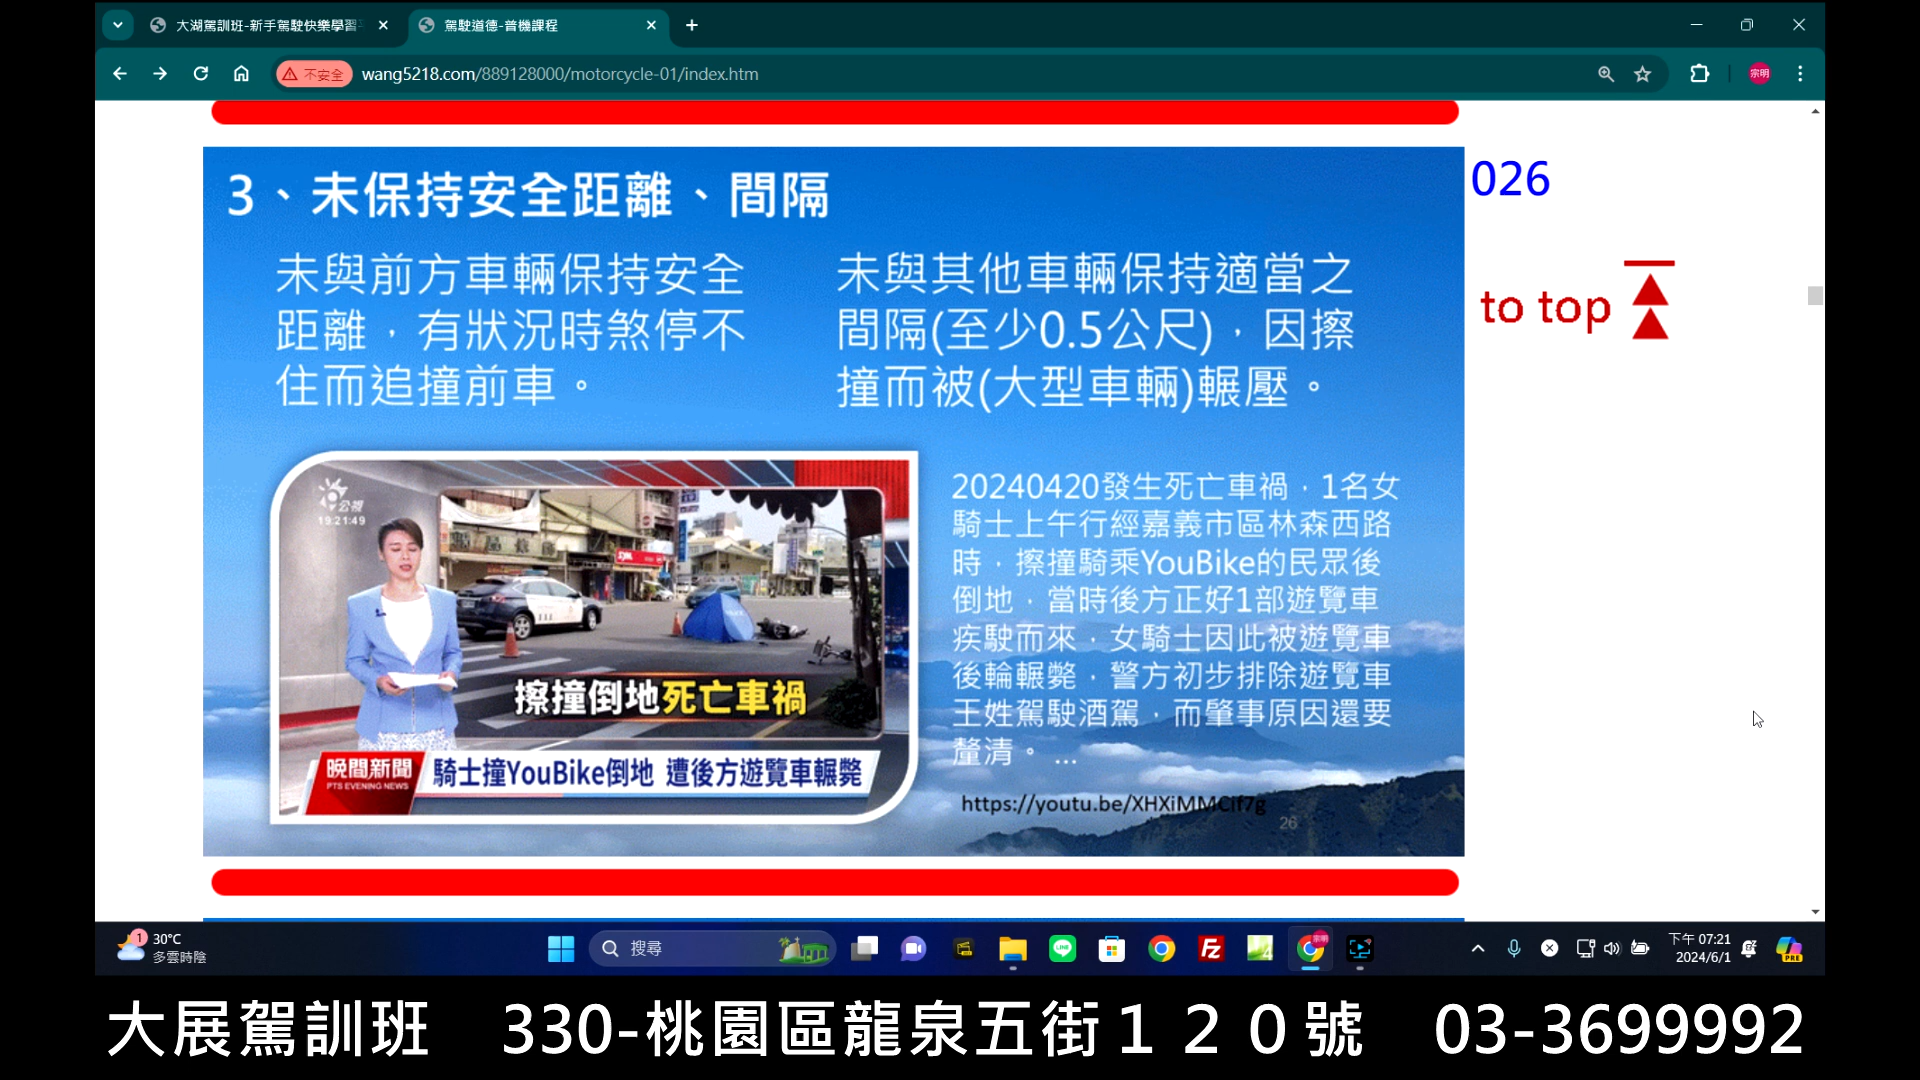 大湖駕訓班-新手駕駛快樂學習
駕駛道德-普機課程
不安全
wang5218.com/889128000/motorcycle-01/index.htm
宗明
3、未保持安全距離、間隔
026
未與前方車輛保持安全
距離，有狀況時煞停不
住而追撞前車。
未與其他車輛保持適當之
間隔(至少0.5公尺)，因擦
撞而被(大型車輛)輾壓。
to top
公視
19:21:49
擦撞倒地死亡車禍
晚間新聞
PTS EVENING NEWS
騎士撞YouBike倒地 遭後方遊覽車輾斃
20240420發生死亡車禍，1名女
騎士上午行經嘉義市區林森西路
時，擦撞騎乘YouBike的民眾後
倒地，當時後方正好1部遊覽車
疾駛而來，女騎士因此被遊覽車
後輪輾斃，警方初步排除遊覽車
王姓駕駛酒駕，而肇事原因還要
釐清。...
https://youtu.be/XHXiMMCif7g
26
1
30°C
多雲時陰
搜尋
下午 07:21
2024/6/1
大展駕訓班 330-桃園區龍泉五街１２０號 03-3699992